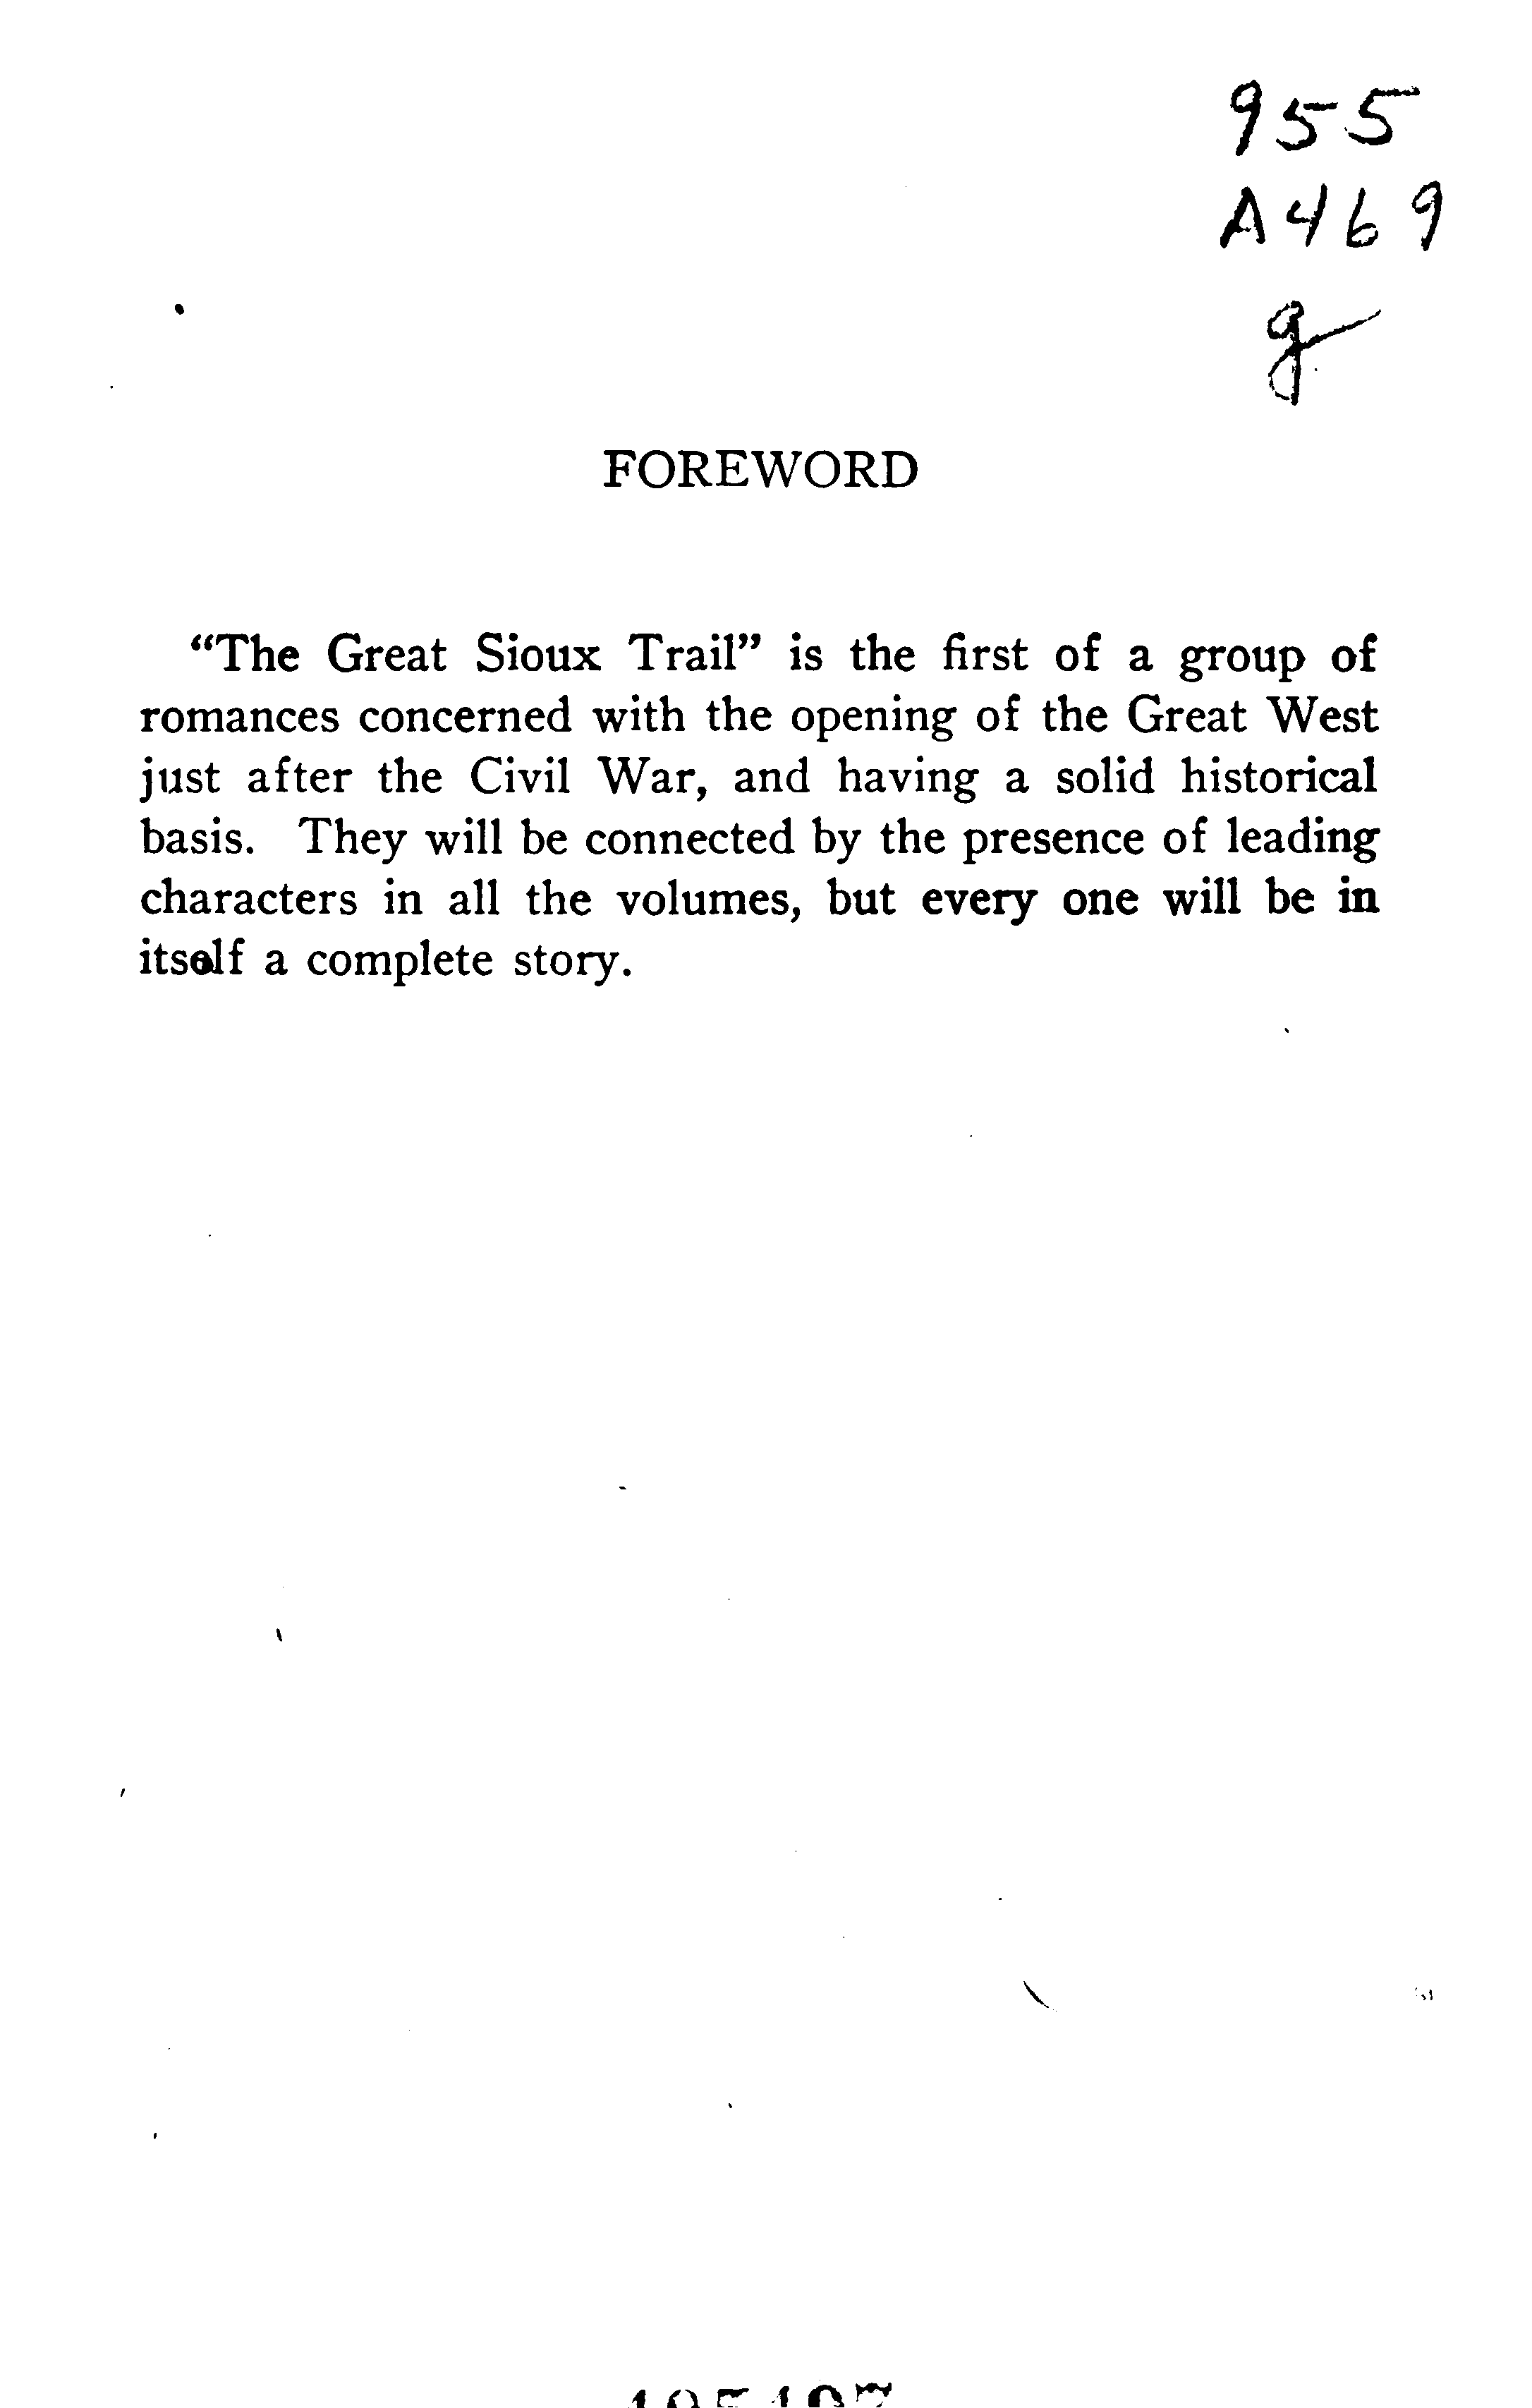 955
A469
g
FOREWORD
“The Great Sioux Trail” is the first of a group of
romances concerned with the opening of the Great West
just after the Civil War, and having a solid historical
basis. They will be connected by the presence of leading
characters in all the volumes, but every one will be in
itself a complete story.